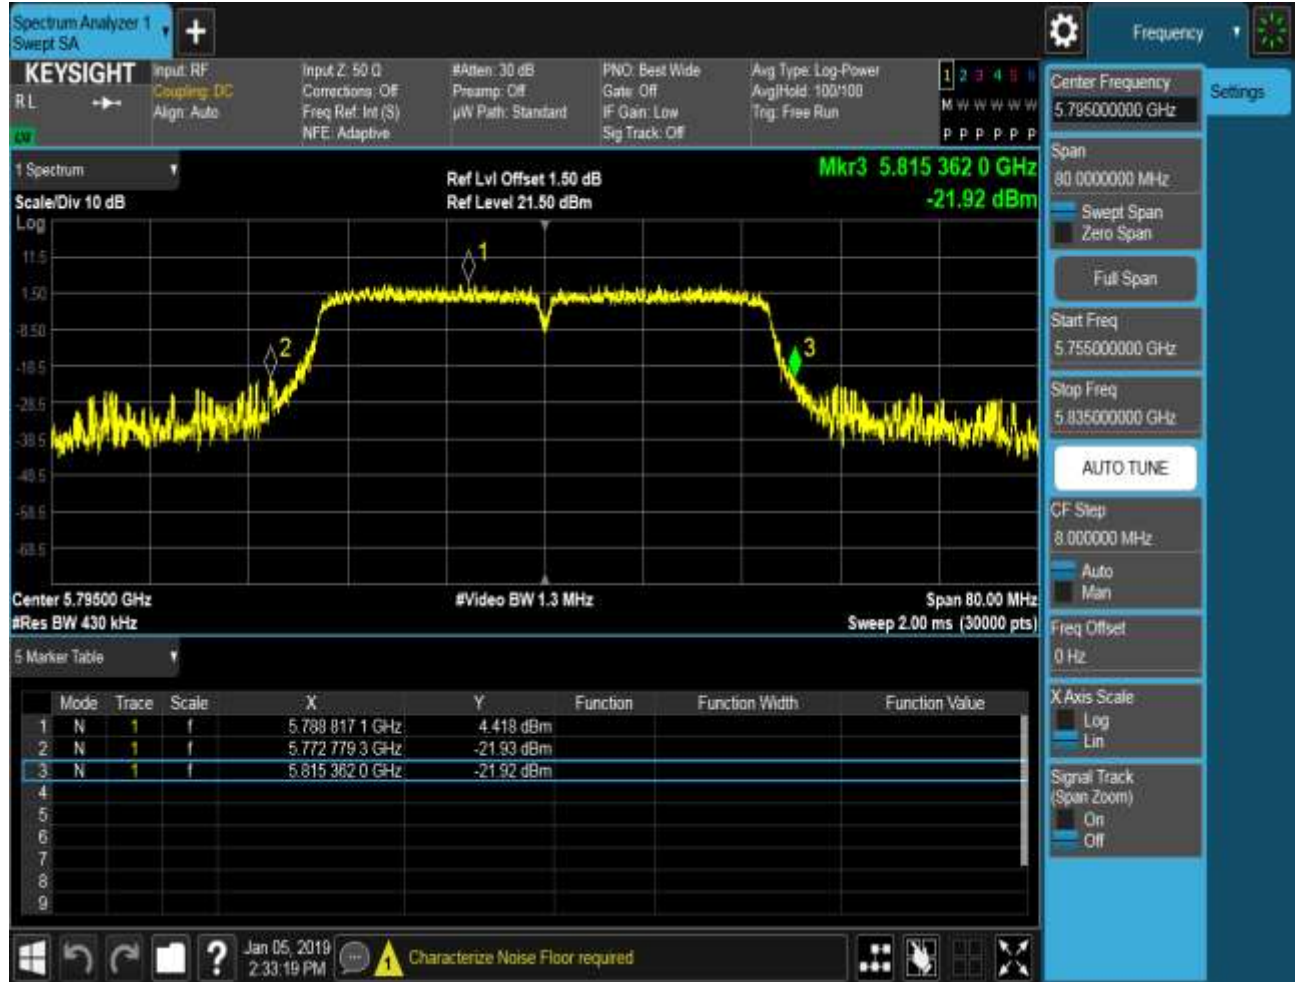 Spectrum Analyzer 1
Swept SA
+
Frequency
KEYSIGHT
RL
Input: RF
Coupling: DC
Align: Auto
Input Z: 50 Ω
Corrections: Off
Freq Ref: Int (S)
NFE: Adaptive
#Atten: 30 dB
Preamp: Off
µW Path: Standard
PNO: Best Wide
Gate: Off
IF Gain: Low
Sig Track: Off
Avg Type: Log-Power
Avg|Hold: 100/100
Trig: Free Run
1 2 3 4 5 6
M W W W W W
P P P P P P
Center Frequency
5.795000000 GHz
Settings
Span
80.0000000 MHz
Swept Span
Zero Span
Full Span
Start Freq
5.755000000 GHz
Stop Freq
5.835000000 GHz
AUTO TUNE
CF Step
8.000000 MHz
Auto
Man
Freq Offset
0 Hz
X Axis Scale
Log
Lin
Signal Track
(Span Zoom)
On
Off
1 Spectrum
Scale/Div 10 dB
Log
Ref Lvl Offset 1.50 dB
Ref Level 21.50 dBm
Mkr3 5.815 362 0 GHz
-21.92 dBm
11.5
1.50
-8.50
-18.5
-28.5
-38.5
-48.5
-58.5
-68.5
1
2
3
Center 5.79500 GHz
#Res BW 430 kHz
#Video BW 1.3 MHz
Span 80.00 MHz
Sweep 2.00 ms (30000 pts)
5 Marker Table
Mode Trace Scale X Y Function Function Width Function Value
1 N 1 f 5.788 817 1 GHz 4.418 dBm
2 N 1 f 5.772 779 3 GHz -21.93 dBm
3 N 1 f 5.815 362 0 GHz -21.92 dBm
4
5
6
7
8
9
?
Jan 05, 2019
2:33:19 PM
1
Characterize Noise Floor required